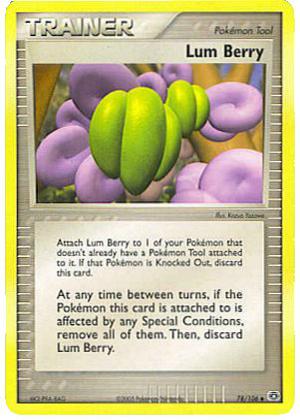 TRAINER
Pokémon Tool
Lum Berry
Illus. Kazuo Yazawa
Attach Lum Berry to 1 of your Pokémon that
doesn't already have a Pokémon Tool attached
to it. If that Pokémon is Knocked Out, discard
this card.
At any time between turns, if the
Pokémon this card is attached to is
affected by any Special Conditions,
remove all of them. Then, discard
Lum Berry.
©2005 Pokémon/Nintendo
78/106